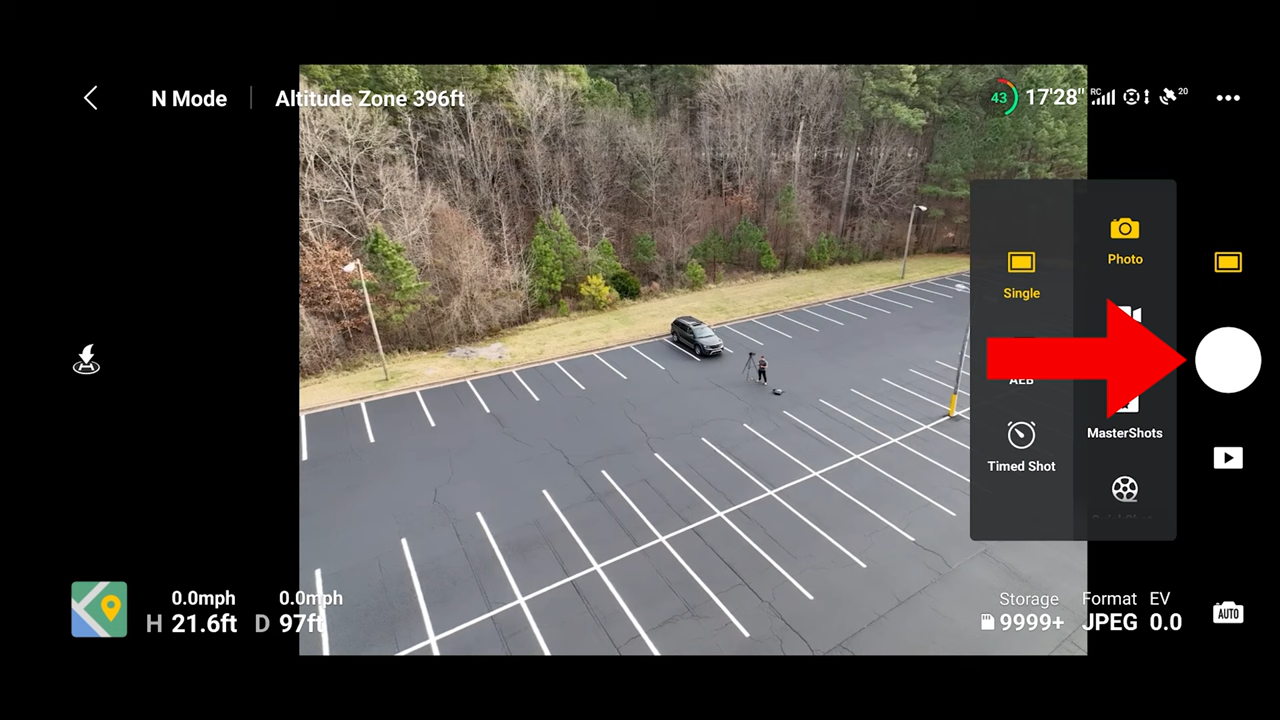 N Mode
Altitude Zone 396ft
43
17'28"
RC
20
Photo
Single
AEB
MasterShots
Timed Shot
0.0mph 0.0mph
H 21.6ft D 97ft
Storage Format EV
9999+ JPEG 0.0
AUTO